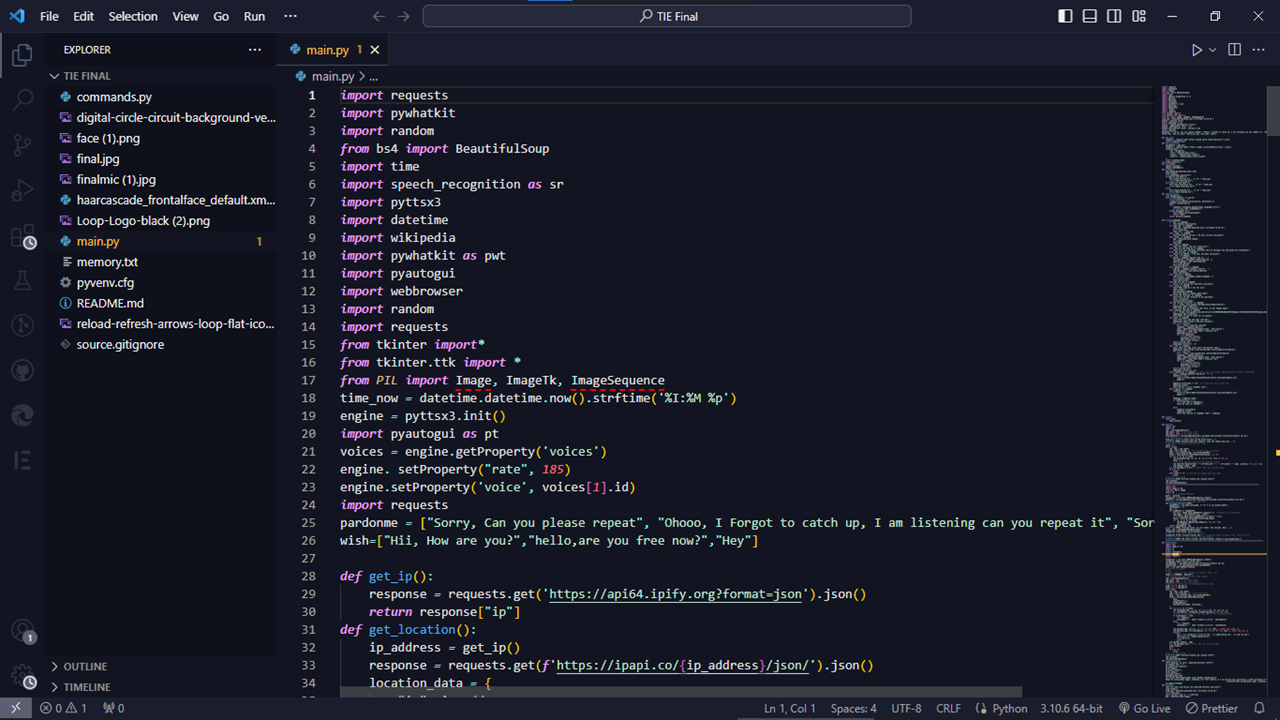 File Edit Selection View Go Run ··· TIE Final
EXPLORER ···
TIE FINAL
commands.py
digital-circle-circuit-background-ve...
face (1).png
final.jpg
finalmic (1).jpg
haarcascade_frontalface_default.xm...
Loop-Logo-black (2).png
main.py 1
memory.txt
pyvenv.cfg
README.md
reload-refresh-arrows-loop-flat-ico...
source.gitignore
OUTLINE
TIMELINE
1
main.py 1
main.py > ...
1 import requests
2 import pywhatkit
3 import random
4 from bs4 import BeautifulSoup
5 import time
6 import speech_recognition as sr
7 import pyttsx3
8 import datetime
9 import wikipedia
10 import pywhatkit as pwt
11 import pyautogui
12 import webbrowser
13 import random
14 import requests
15 from tkinter import*
16 from tkinter.ttk import *
17 from PIL import Image, ImageTk, ImageSequence
18 time_now = datetime.datetime.now().strftime('%I:%M %p')
19 engine = pyttsx3.init()
20 import pyautogui as pt
21 voices = engine.getProperty('voices')
22 engine. setProperty("rate", 185)
23 engine.setProperty('voice', voices[1].id)
24 import requests
25 pardonme = ["Sorry, Can you please repeat", "Ohooo, I Forgot to catch up, I am listening can you repeat it", "Sor
26 wish=["Hii, How are you?","hello,are you free now?","Hey"]
27
28 def get_ip():
29 response = requests.get('https://api64.ipify.org?format=json').json()
30 return response["ip"]
31 def get_location():
32 ip_address = get_ip()
33 response = requests.get(f'https://ipapi.co/{ip_address}/json/').json()
34 location_data = {
0 1 0 Ln 1, Col 1 Spaces: 4 UTF-8 CRLF Python 3.10.6 64-bit Go Live Prettier